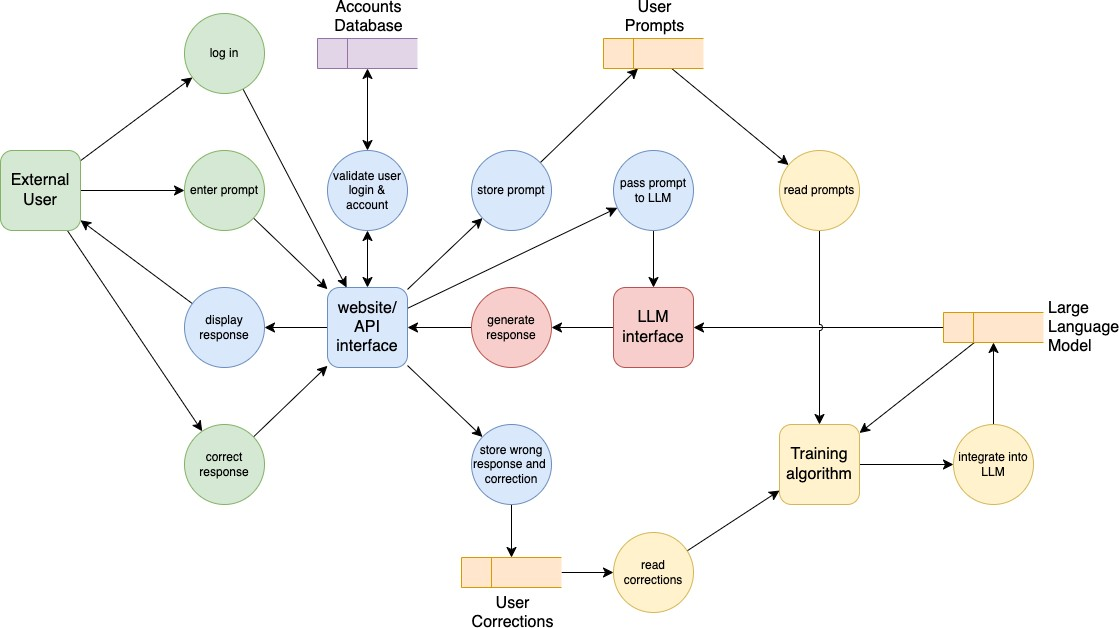 Accounts
Database
User
Prompts
log in
External
User
enter prompt
validate user
login &
account
store prompt
pass prompt
to LLM
read prompts
display
response
website/
API
interface
generate
response
LLM
interface
Large
Language
Model
correct
response
store wrong
response and
correction
Training
algorithm
integrate into
LLM
read
corrections
User
Corrections